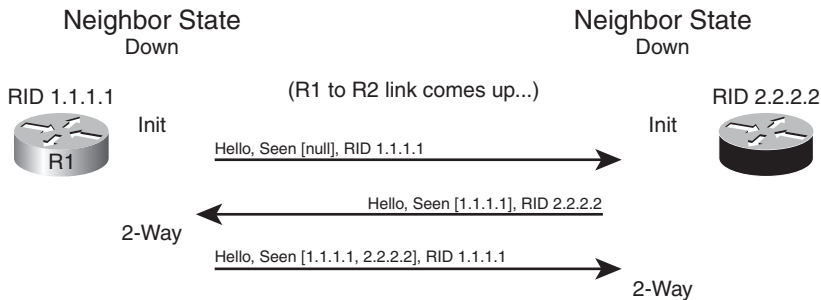 Neighbor State
Down
Neighbor State
Down
(R1 to R2 link comes up...)
RID 1.1.1.1
RID 2.2.2.2
Init
Init
R1
Hello, Seen [null], RID 1.1.1.1
Hello, Seen [1.1.1.1], RID 2.2.2.2
2-Way
Hello, Seen [1.1.1.1, 2.2.2.2], RID 1.1.1.1
2-Way